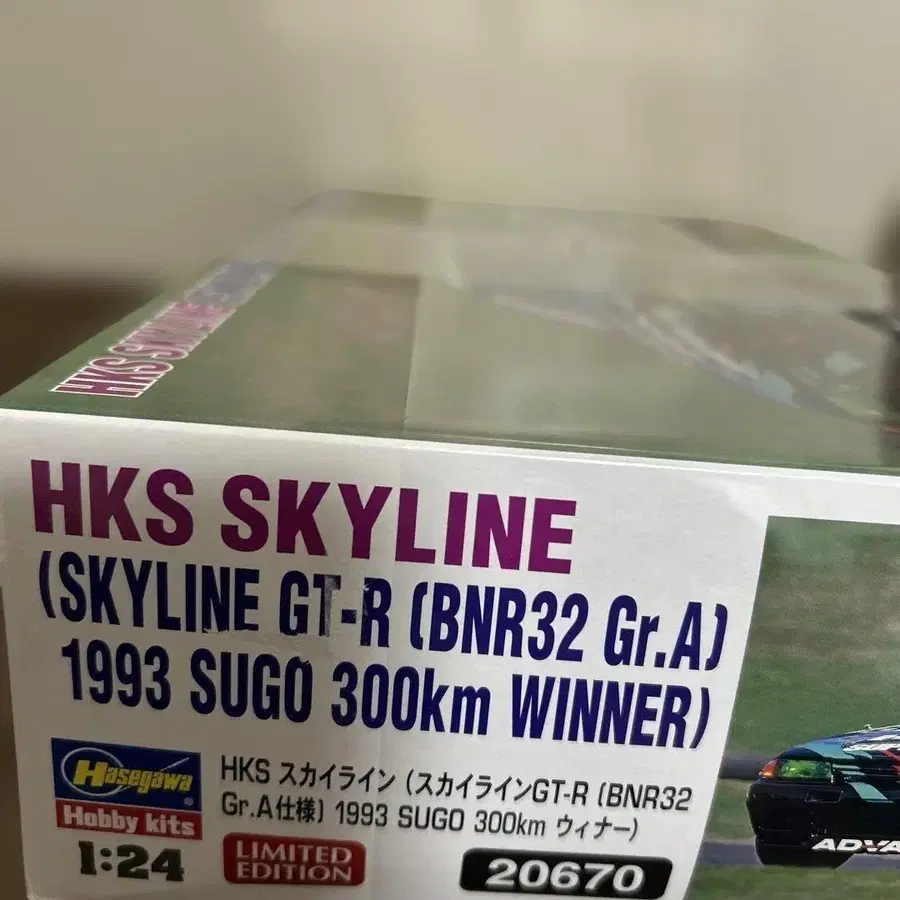 HKS SKYLINE
HKS SKYLINE
(SKYLINE GT-R (BNR32 Gr.A)
1993 SUGO 300km WINNER)
Hasegawa®
Hobby kits
1:24
HKS スカイライン (スカイラインGT-R (BNR32
Gr.A仕様) 1993 SUGO 300km ウィナー)
LIMITED
EDITION
20670
ADVA